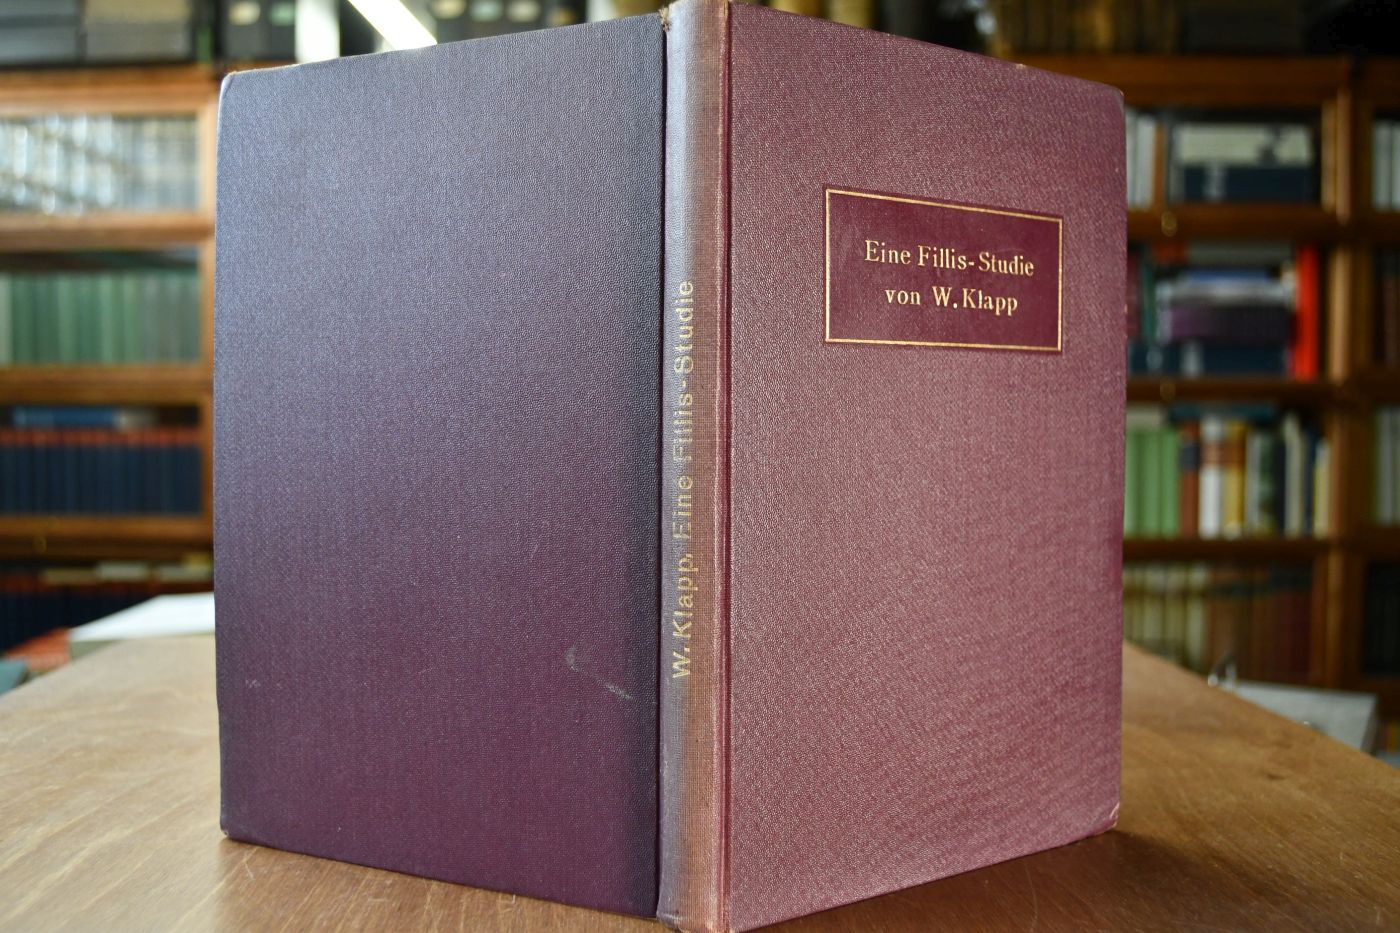 W. Klapp, Eine Fillis-Studie
Eine Fillis-Studie
von W. Klapp